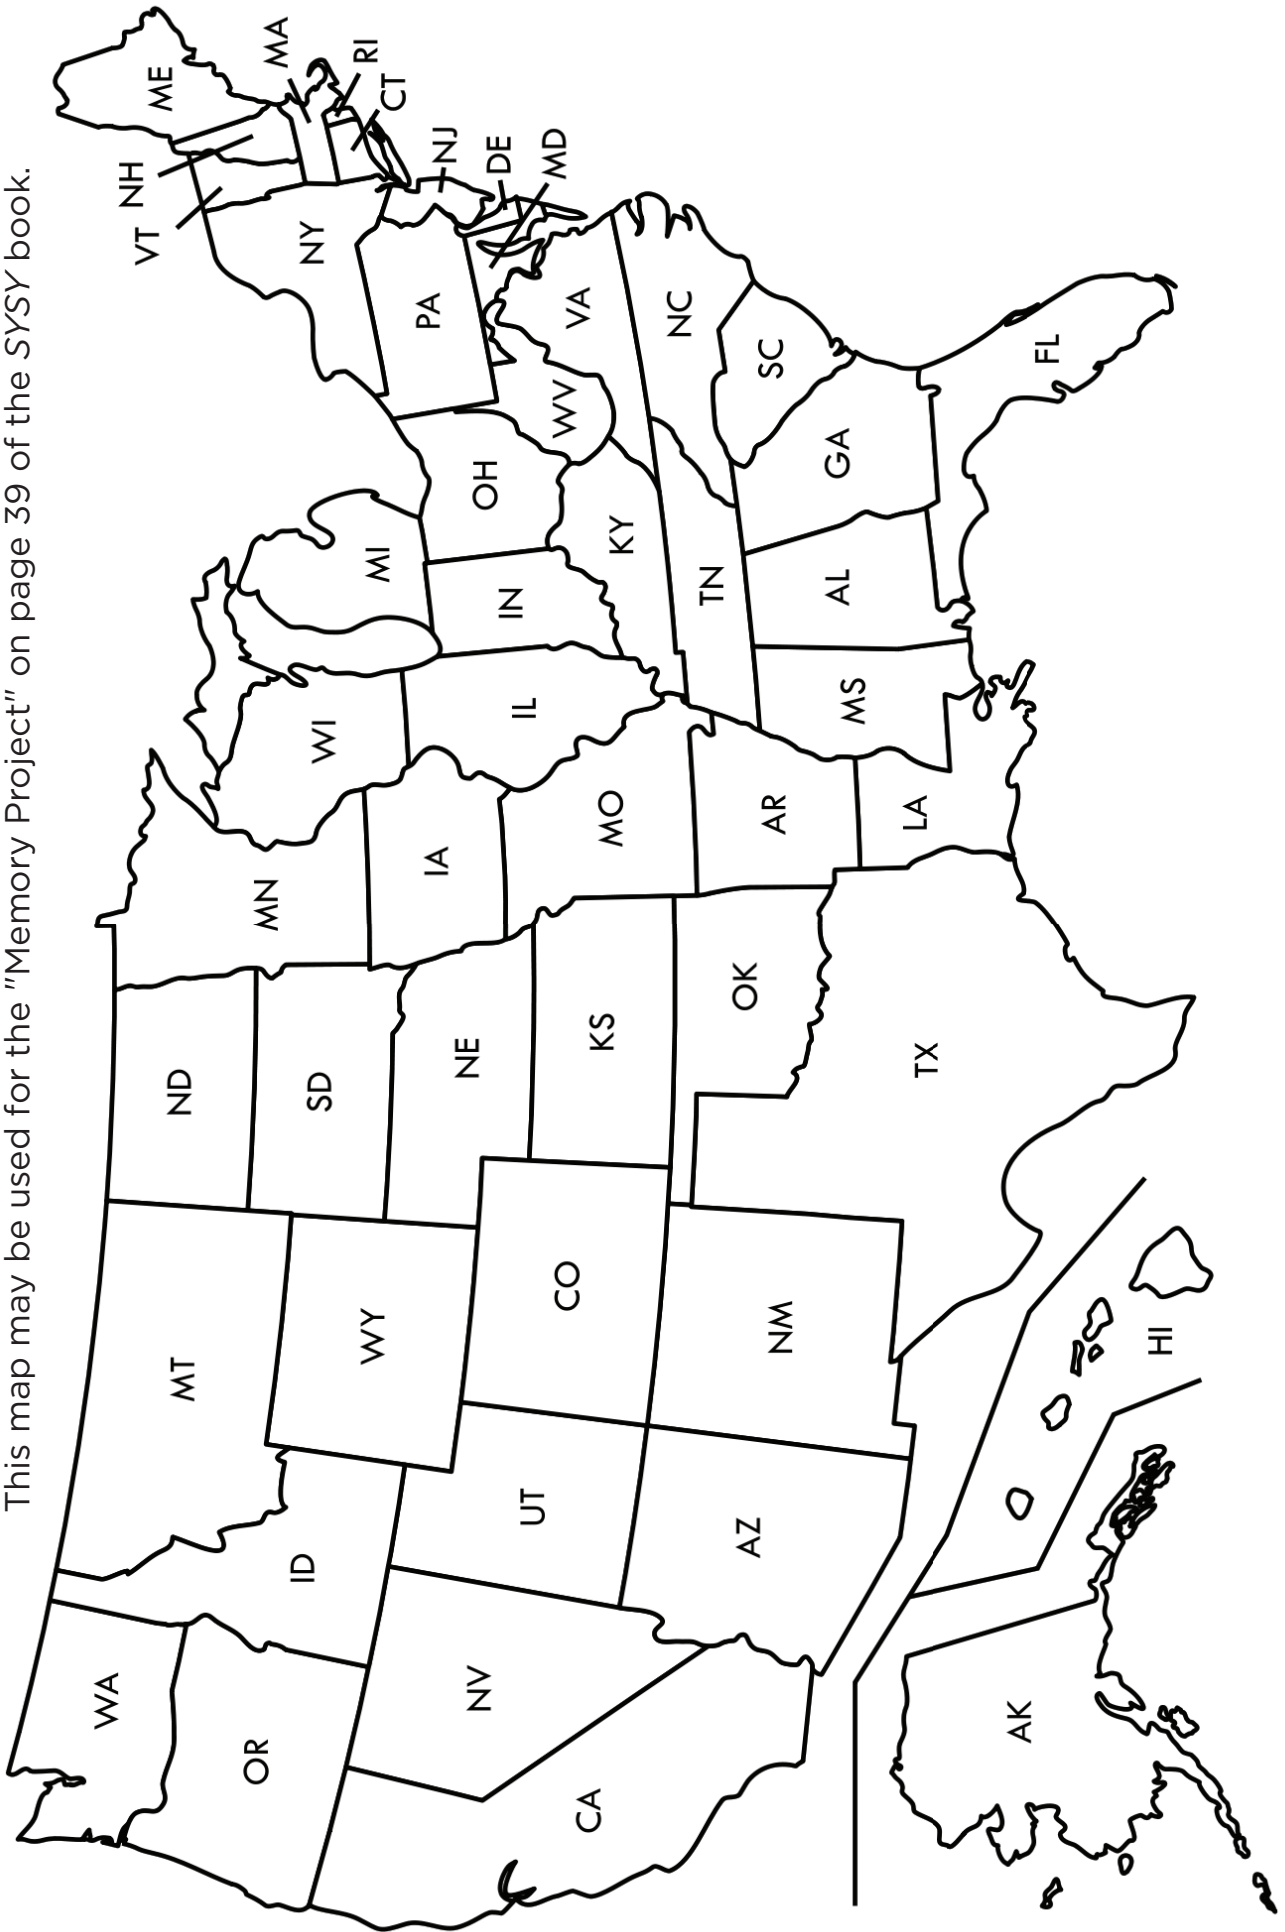 This map may be used for the "Memory Project" on page 39 of the SYSY book.
WA
OR
CA
NV
ID
MT
WY
UT
CO
AZ
NM
ND
SD
NE
KS
OK
TX
MN
IA
MO
AR
LA
WI
IL
MI
IN
OH
KY
TN
MS
AL
GA
FL
SC
NC
VA
WV
PA
NY
VT
NH
ME
MA
RI
CT
NJ
DE
MD
AK
HI